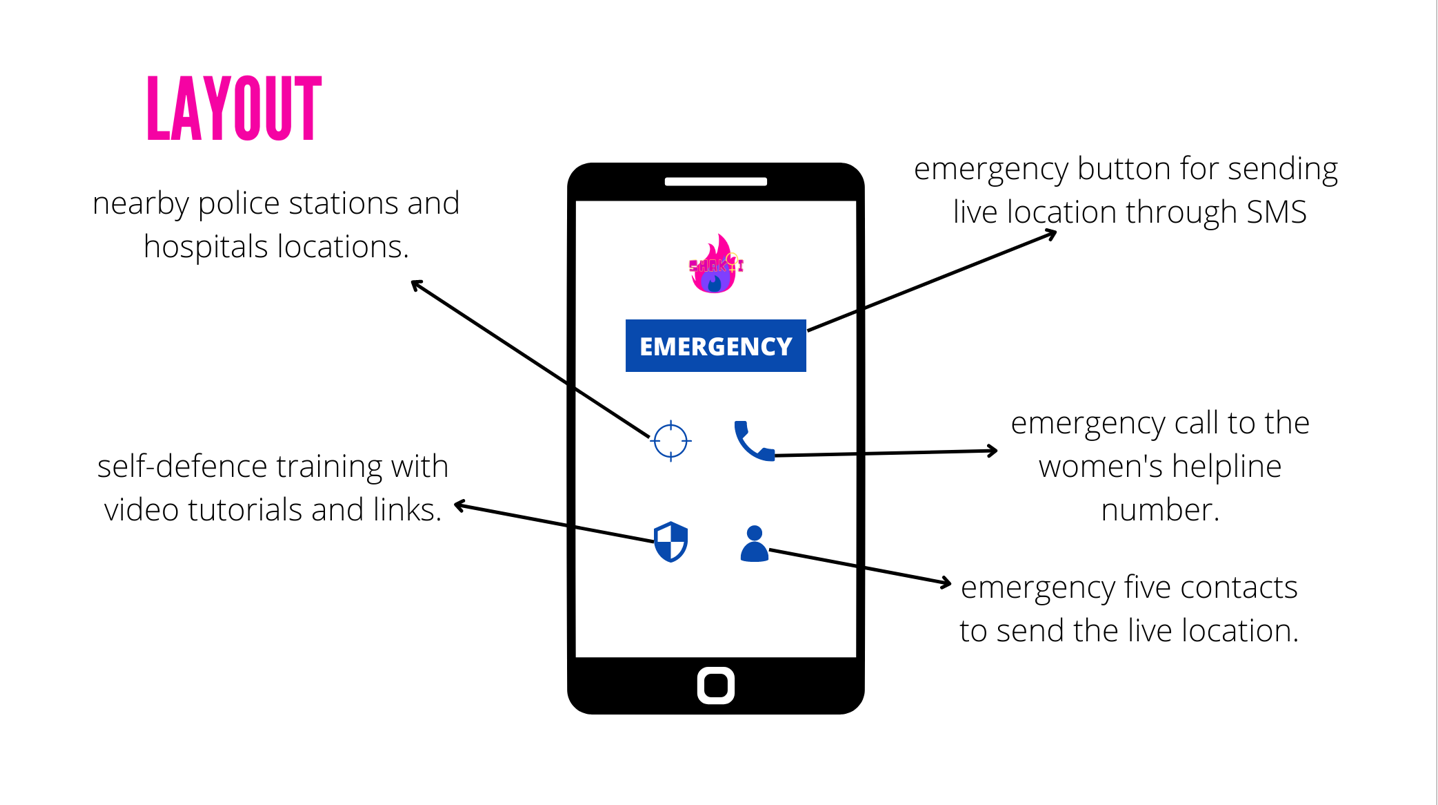 LAYOUT
nearby police stations and
hospitals locations.
emergency button for sending
live location through SMS
SHAKTI
EMERGENCY
self-defence training with
video tutorials and links.
emergency call to the
women's helpline
number.
emergency five contacts
to send the live location.